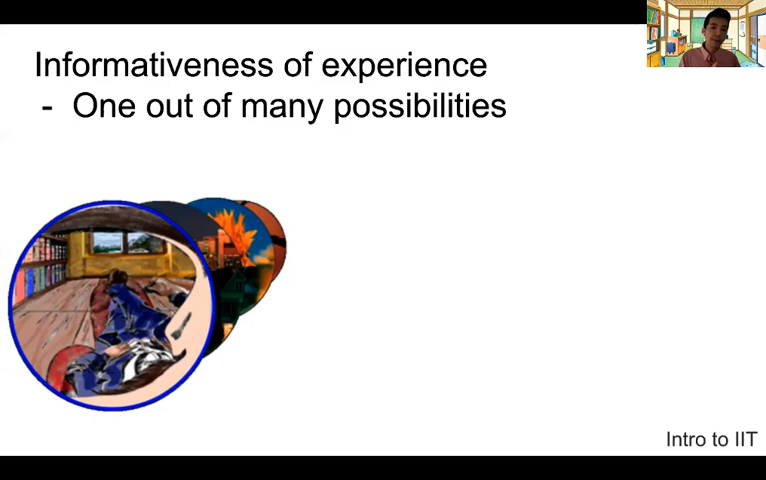 Informativeness of experience
- One out of many possibilities
Intro to IIT